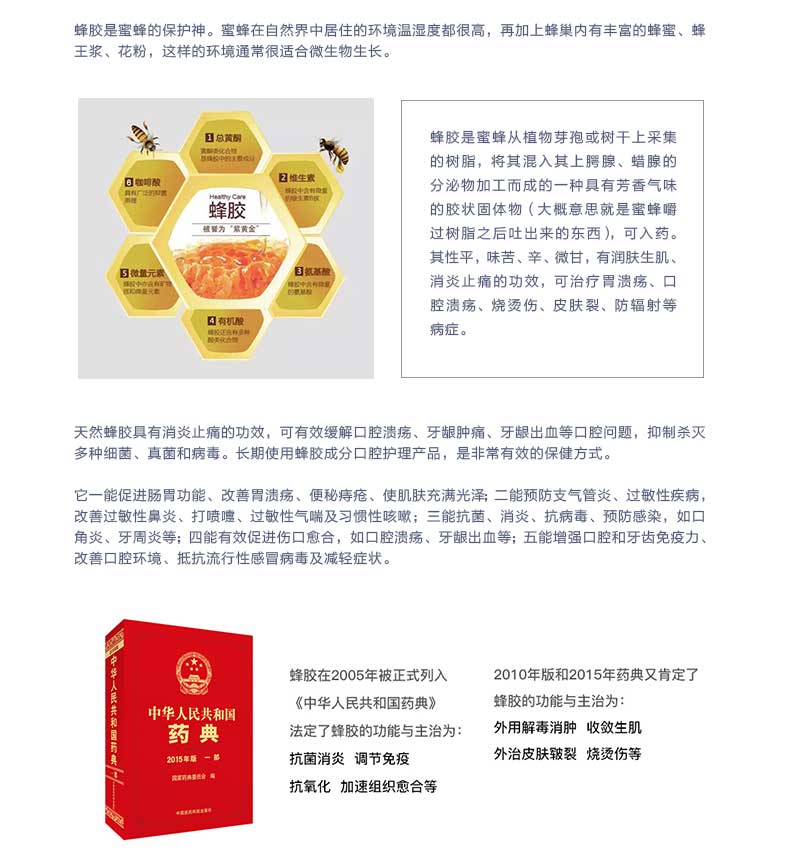 蜂胶是蜜蜂的保护神。蜜蜂在自然界中居住的环境温湿度都很高，再加上蜂巢内有丰富的蜂蜜、蜂
王浆、花粉，这样的环境通常很适合微生物生长。
1 总黄酮
黄酮类化合物
是蜂胶中的主要成分
6 咖啡酸
具有广泛的抑菌
原理
2 维生素
蜂胶中含有微量
的维生素B族
Healthy Care
蜂胶
被誉为“紫黄金”
5 微量元素
蜂胶中亦含有矿物
质和微量元素
3 氨基酸
蜂胶中含有微量
的氨基酸
4 有机酸
蜂胶还含有多种
酸类化合物
蜂胶是蜜蜂从植物芽孢或树干上采集
的树脂，将其混入其上腭腺、蜡腺的
分泌物加工而成的一种具有芳香气味
的胶状固体物（大概意思就是蜜蜂嚼
过树脂之后吐出来的东西），可入药。
其性平，味苦、辛、微甘，有润肤生肌、
消炎止痛的功效，可治疗胃溃疡、口
腔溃疡、烧烫伤、皮肤裂、防辐射等
病症。
天然蜂胶具有消炎止痛的功效，可有效缓解口腔溃疡、牙龈肿痛、牙龈出血等口腔问题，抑制杀灭
多种细菌、真菌和病毒。长期使用蜂胶成分口腔护理产品，是非常有效的保健方式。
它一能促进肠胃功能、改善胃溃疡、便秘痔疮、使肌肤充满光泽；二能预防支气管炎、过敏性疾病，
改善过敏性鼻炎、打喷嚏、过敏性气喘及习惯性咳嗽；三能抗菌、消炎、抗病毒、预防感染，如口
角炎、牙周炎等；四能有效促进伤口愈合，如口腔溃疡、牙龈出血等；五能增强口腔和牙齿免疫力、
改善口腔环境、抵抗流行性感冒病毒及减轻症状。
中华人民共和国药典
中华人民共和国
药典
2015年版 一部
国家药典委员会 编
中国医药科技出版社
蜂胶在2005年被正式列入
《中华人民共和国药典》
法定了蜂胶的功能与主治为：
抗菌消炎 调节免疫
抗氧化 加速组织愈合等
2010年版和2015年药典又肯定了
蜂胶的功能与主治为：
外用解毒消肿 收敛生肌
外治皮肤皲裂 烧烫伤等